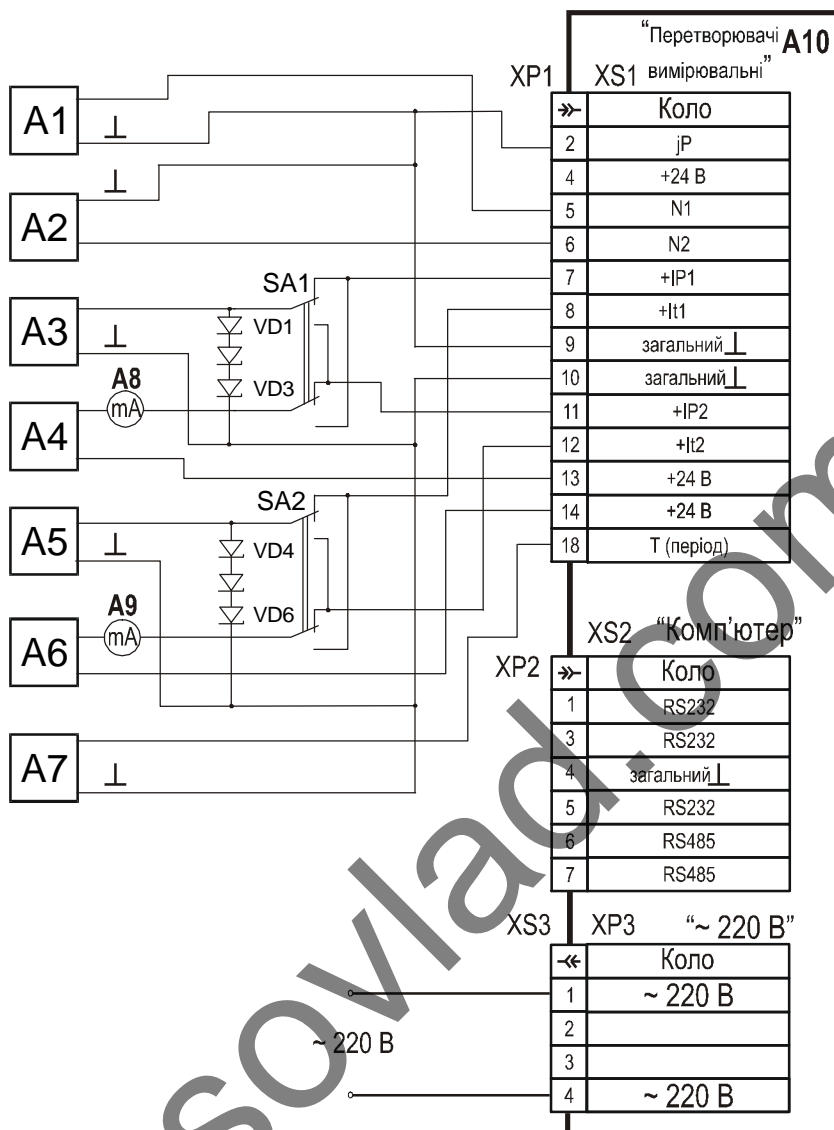 “Перетворювачі A10
XP1 XS1 вимірювальні”
Коло
2 jP
4 +24 В
5 N1
6 N2
7 +IP1
8 +It1
9 загальний⊥
10 загальний⊥
11 +IP2
12 +It2
13 +24 В
14 +24 В
18 Т (період)
A1
⊥
⊥
A2
SA1
A3
VD1
⊥
A8
VD3
mA
A4
SA2
A5
⊥
VD4
A9
VD6
mA
A6
A7
⊥
XS2 “Комп’ютер”
XP2
Коло
1 RS232
3 RS232
4 загальний⊥
5 RS232
6 RS485
7 RS485
XS3 XP3 “~ 220 В”
Коло
1 ~ 220 В
2
3
4 ~ 220 В
~ 220 В
sovlad.com